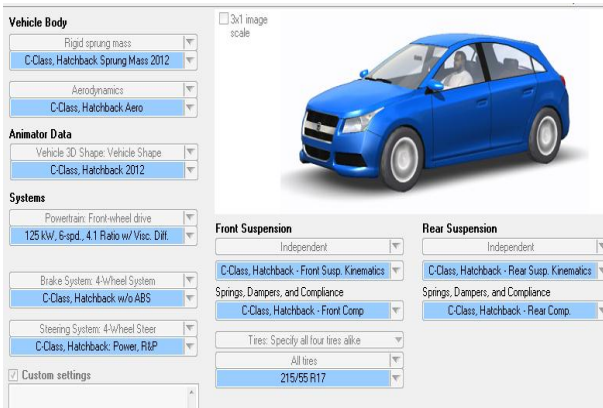 Vehicle Body
Rigid sprung mass
C-Class, Hatchback Sprung Mass 2012
Aerodynamics
C-Class, Hatchback Aero
Animator Data
Vehicle 3D Shape: Vehicle Shape
C-Class, Hatchback 2012
Systems
Powertrain: Front-wheel drive
125 kW, 6-spd., 4.1 Ratio w/ Visc. Diff.
Brake System: 4-Wheel System
C-Class, Hatchback w/o ABS
Steering System: 4-Wheel Steer
C-Class, Hatchback: Power, R&P
Custom settings
3x1 image
scale
Front Suspension
Independent
C-Class, Hatchback - Front Susp. Kinematics
Springs, Dampers, and Compliance
C-Class, Hatchback - Front Comp
Tires: Specify all four tires alike
All tires
215/55 R17
Rear Suspension
Independent
C-Class, Hatchback - Rear Susp. Kinematics
Springs, Dampers, and Compliance
C-Class, Hatchback - Rear Comp.